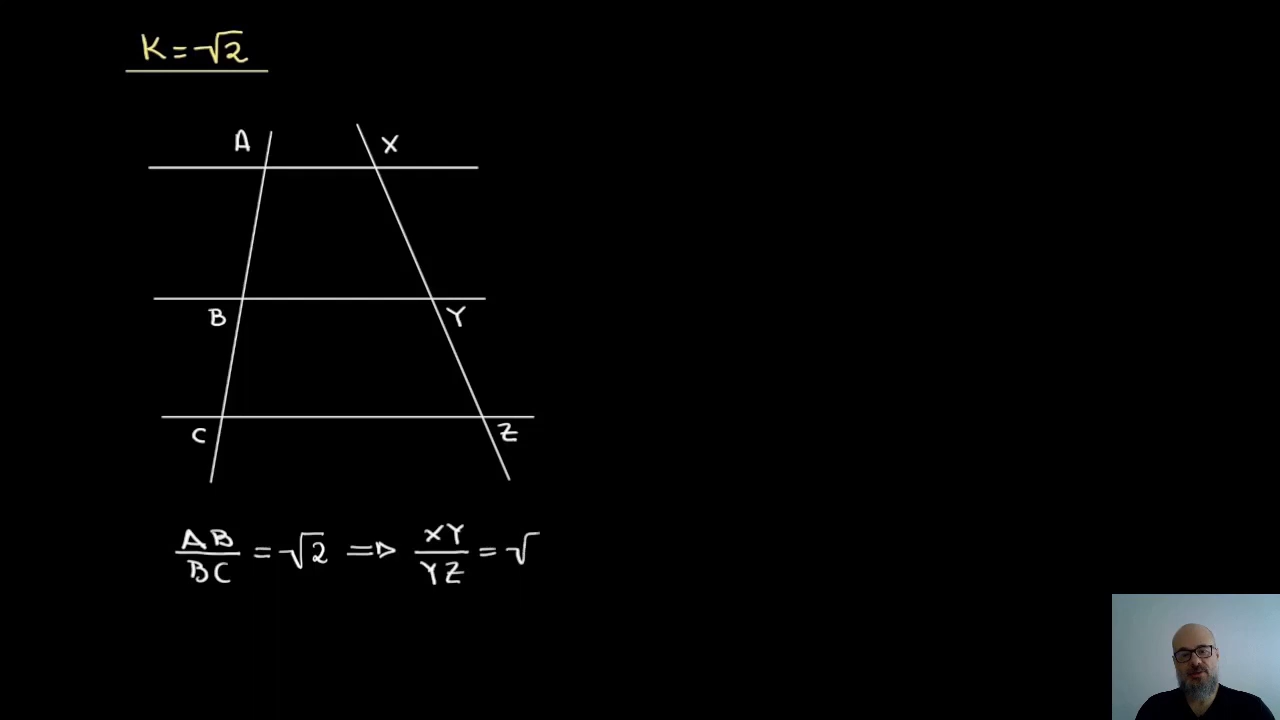 K = √2
A X
B Y
C Z
AB/BC = √2 ⇒ XY/YZ = √